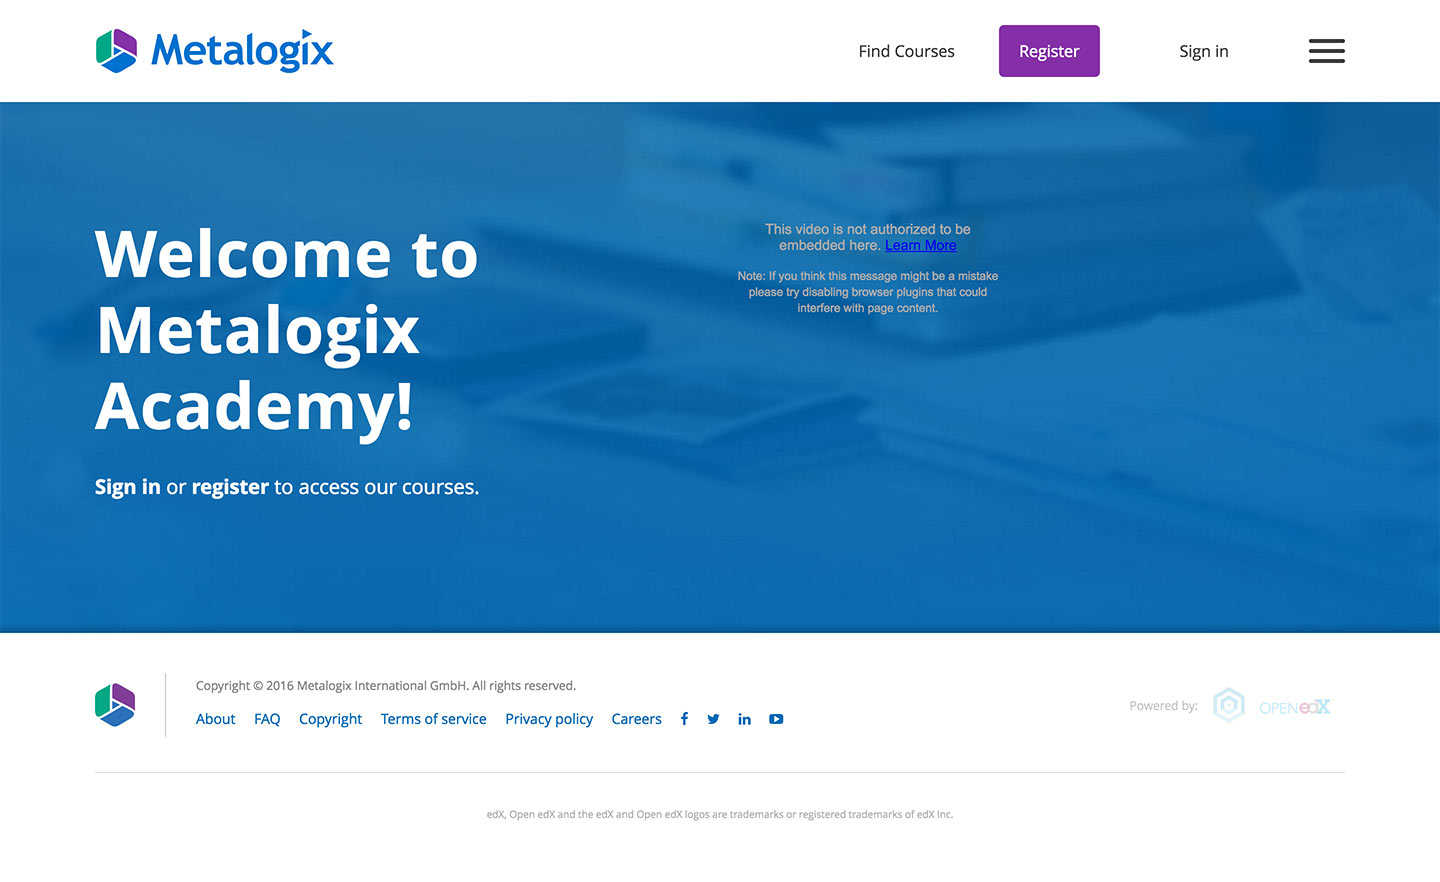 Metalogix
Find Courses
Register
Sign in
Welcome to
Metalogix
Academy!
Sign in or register to access our courses.
This video is not authorized to be
embedded here. Learn More
Note: If you think this message might be a mistake
please try disabling browser plugins that could
interfere with page content.
Copyright © 2016 Metalogix International GmbH. All rights reserved.
About FAQ Copyright Terms of service Privacy policy Careers
Powered by:
OPEN edX
edX, Open edX and the edX and Open edX logos are trademarks or registered trademarks of edX Inc.